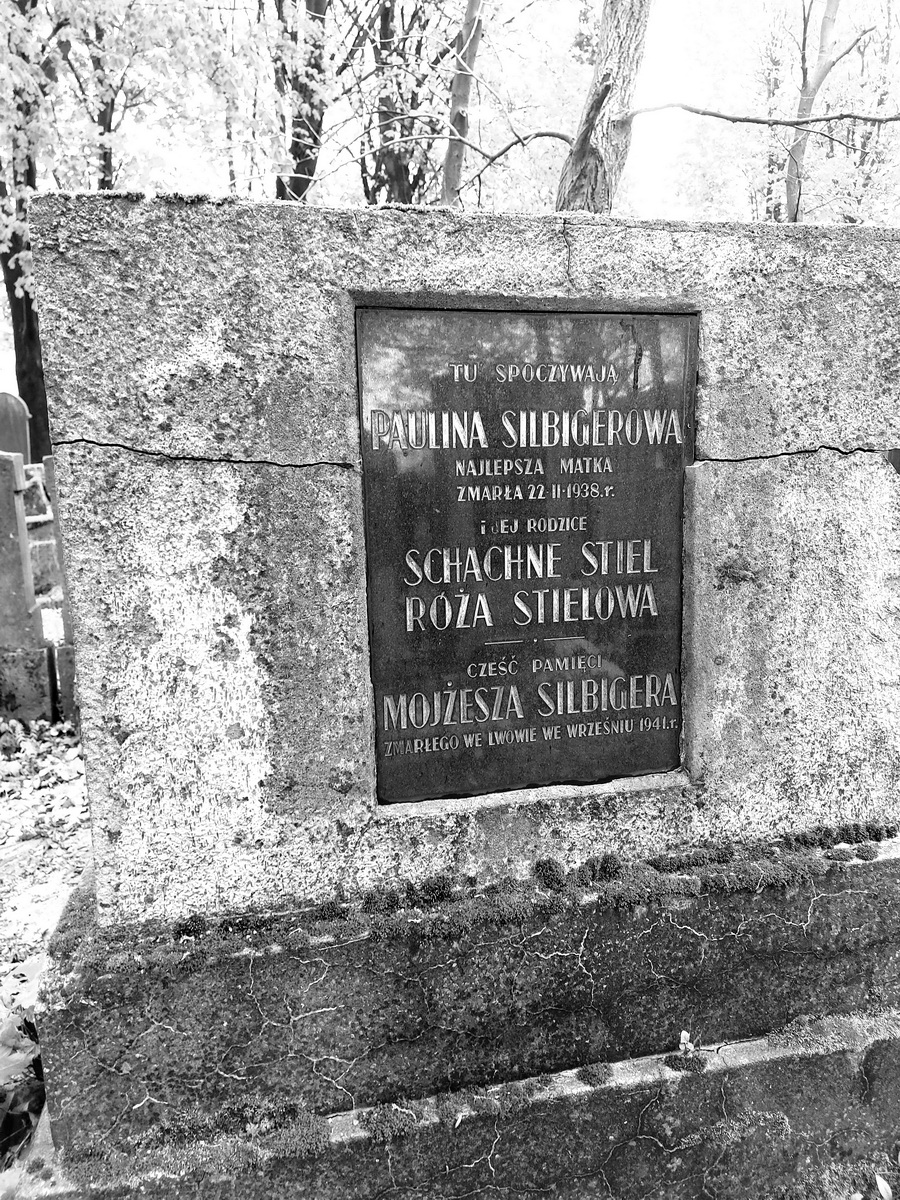 TU SPOCZYWAJĄ
PAULINA SILBIGEROWA
NAJLEPSZA MATKA
ZMARŁA 22·II·1938.r.
i JEJ RODZICE
SCHACHNE STIEL
RÓŻA STIELOWA
CZEŚĆ PAMIĘCI
MOJŻESZA SILBIGERA
ZMARŁEGO WE LWOWIE WE WRZEŚNIU 1941.r.